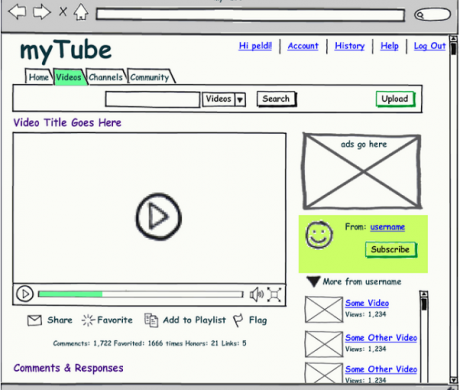 Hi peldi! Account History Help Log Out
myTube
Home Videos Channels Community
Videos Search Upload
Video Title Goes Here
ads go here
From: username
Subscribe
More from username
Some Video
Views: 1,234
Some Other Video
Views: 1,234
Some Other Video
Views: 1,234
Share Favorite Add to Playlist Flag
Commencts: 1,722 Favorited: 1666 times Honors: 21 Links: 5
Comments & Responses